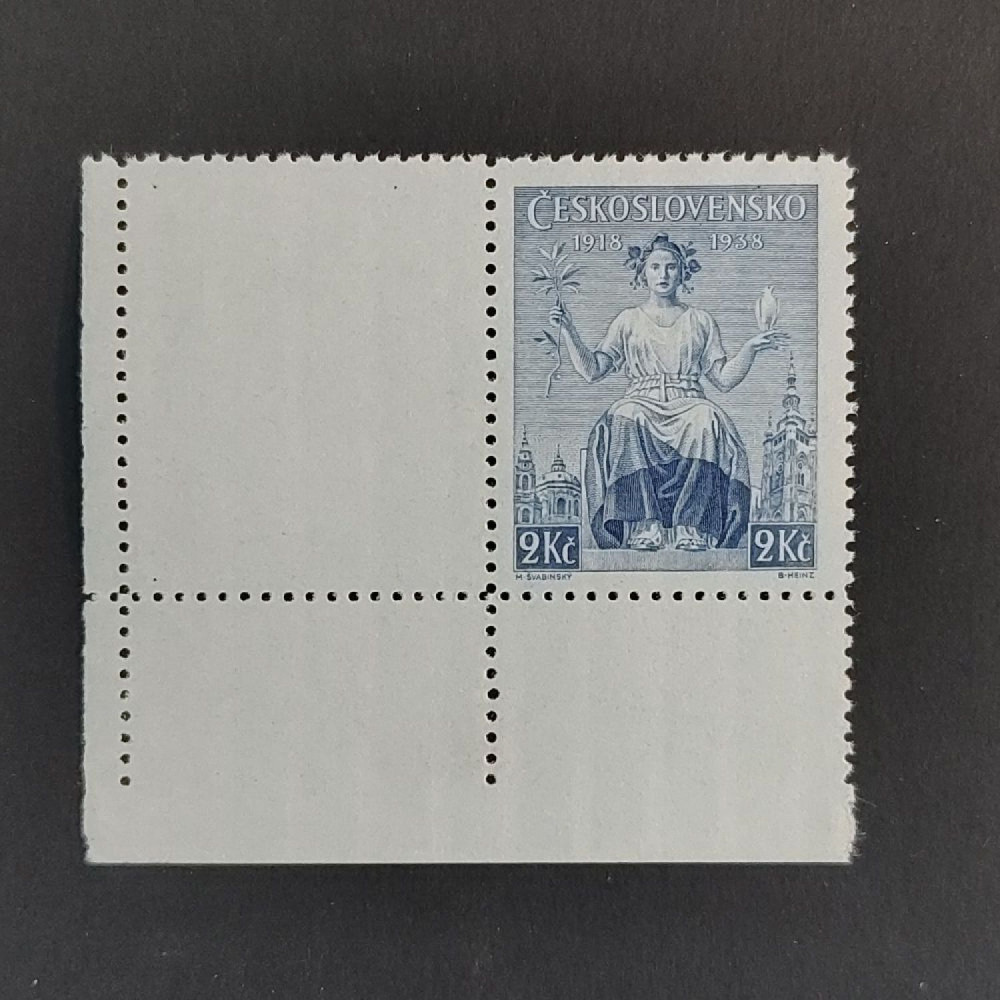 ČESKOSLOVENSKO
1918 1938
2Kč 2Kč
M·ŠVABINSKÝ B·HEINZ